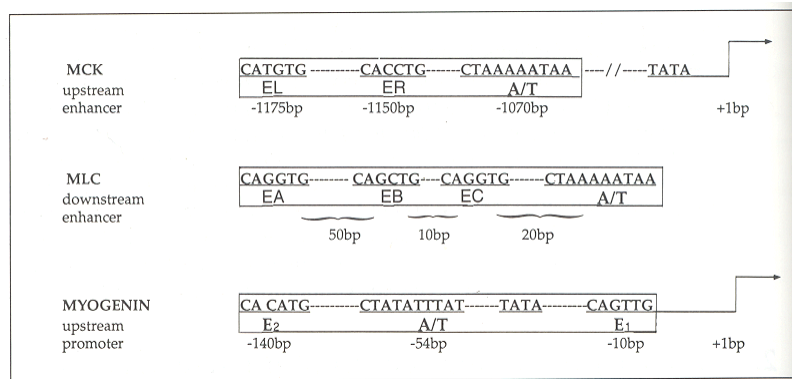 MCK CATGTG ---------- CACCTG ------- CTAAAAATAA ----//-----TATA
upstream EL ER A/T
enhancer -1175bp -1150bp -1070bp +1bp
MLC CAGGTG------- CAGCTG ---- CAGGTG------ CTAAAAATAA
downstream EA EB EC A/T
enhancer
50bp 10bp 20bp
MYOGENIN CA CATG--------- CTATATTTAT------ TATA -------- CAGTTG
upstream E2 A/T E1
promoter -140bp -54bp -10bp +1bp